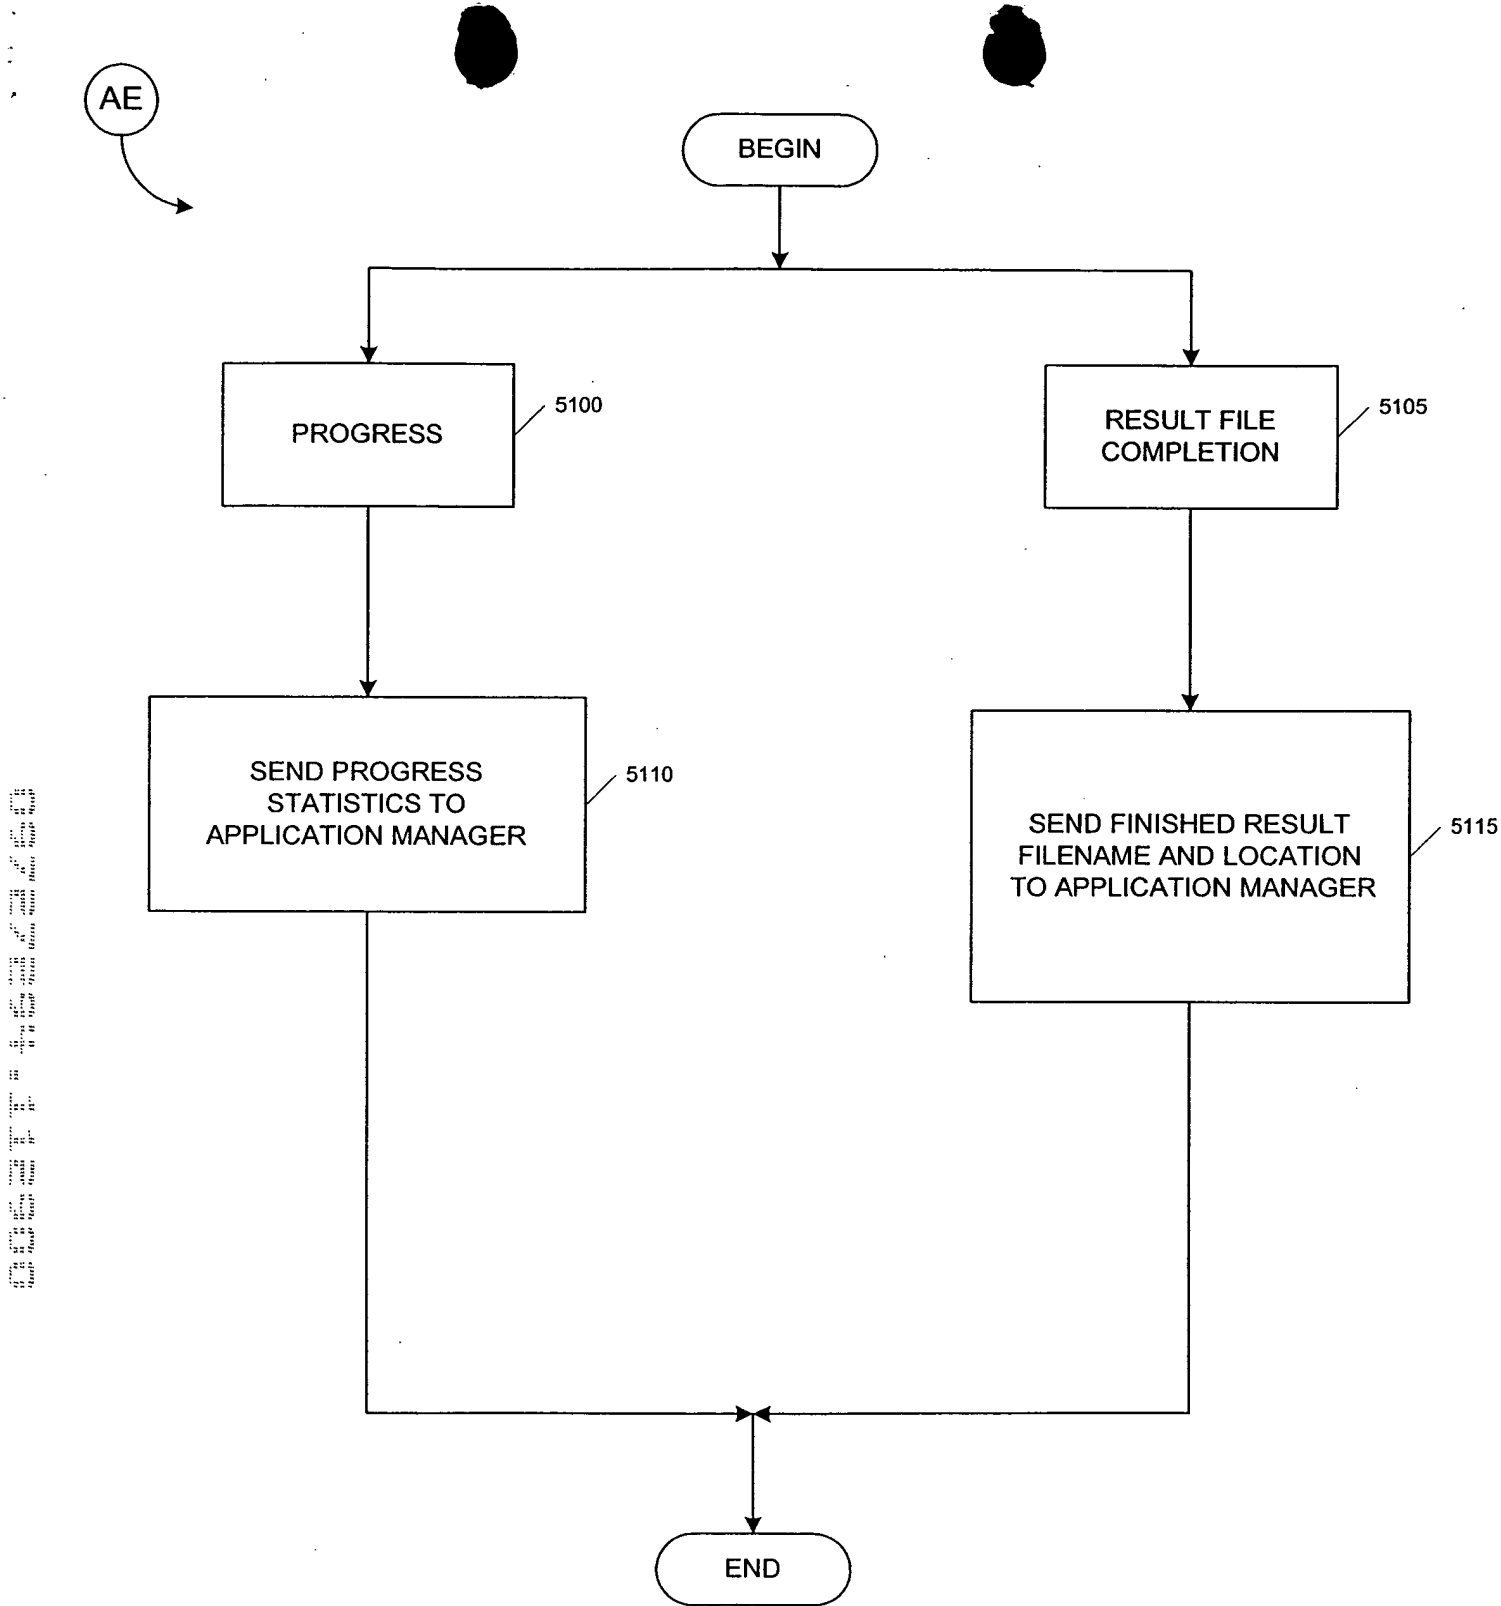 AE
BEGIN
PROGRESS
5100
RESULT FILE
COMPLETION
5105
SEND PROGRESS
STATISTICS TO
APPLICATION MANAGER
5110
SEND FINISHED RESULT
FILENAME AND LOCATION
TO APPLICATION MANAGER
5115
END